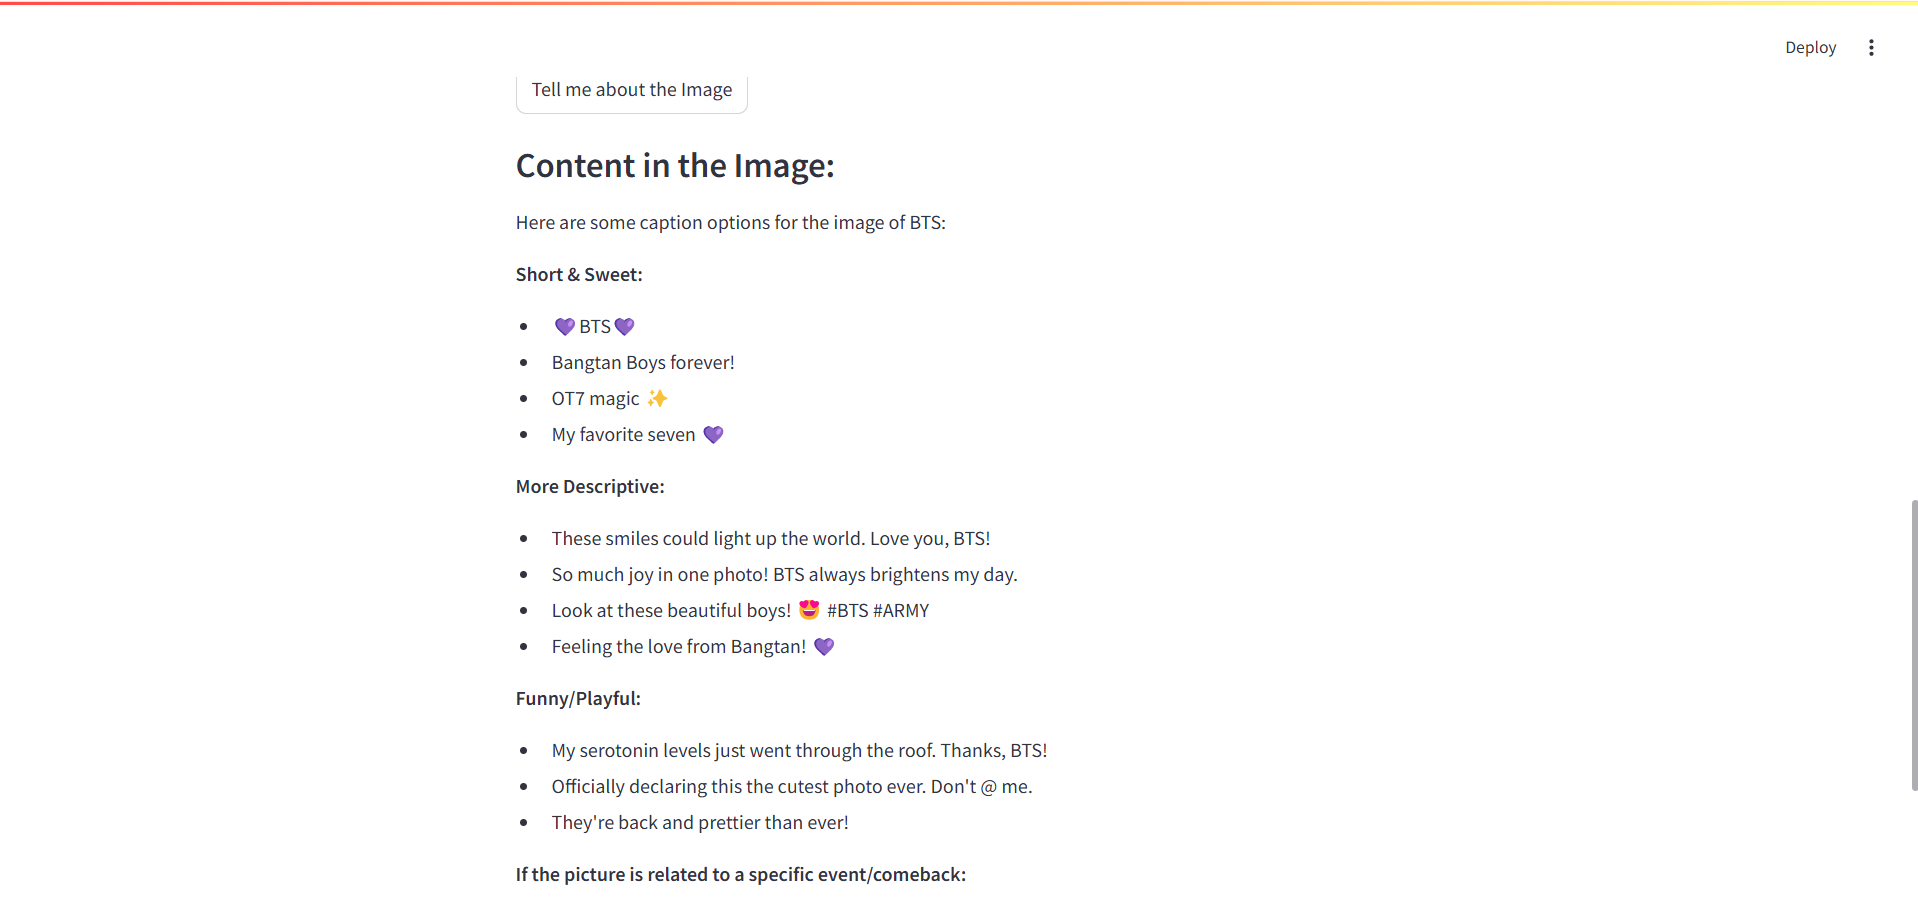 Deploy
Tell me about the Image
Content in the Image:
Here are some caption options for the image of BTS:
Short & Sweet:
💜 BTS 💜
Bangtan Boys forever!
OT7 magic ✨
My favorite seven 💜
More Descriptive:
These smiles could light up the world. Love you, BTS!
So much joy in one photo! BTS always brightens my day.
Look at these beautiful boys! 😍 #BTS #ARMY
Feeling the love from Bangtan! 💜
Funny/Playful:
My serotonin levels just went through the roof. Thanks, BTS!
Officially declaring this the cutest photo ever. Don't @ me.
They're back and prettier than ever!
If the picture is related to a specific event/comeback: